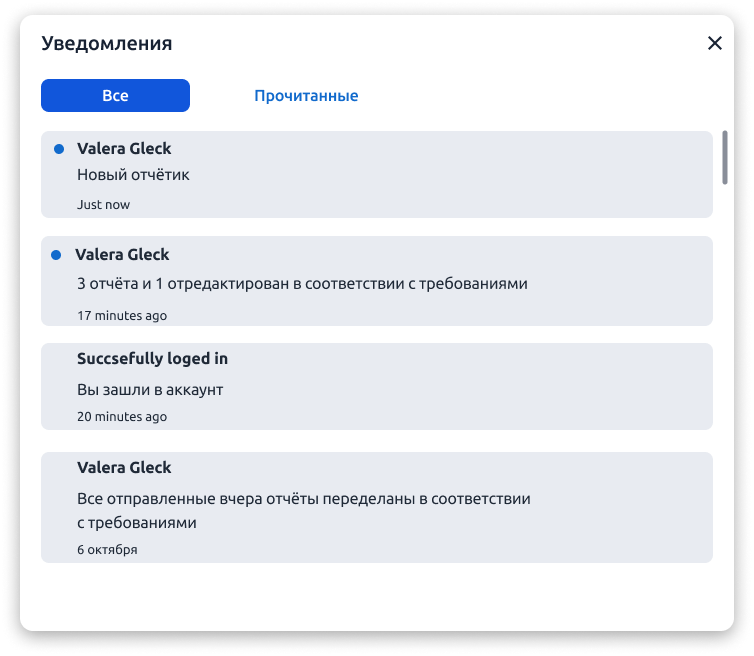 Уведомления
Все
Прочитанные
Valera Gleck
Новый отчётик
Just now
Valera Gleck
3 отчёта и 1 отредактирован в соответствии с требованиями
17 minutes ago
Succsefully loged in
Вы зашли в аккаунт
20 minutes ago
Valera Gleck
Все отправленные вчера отчёты переделаны в соответствии
с требованиями
6 октября